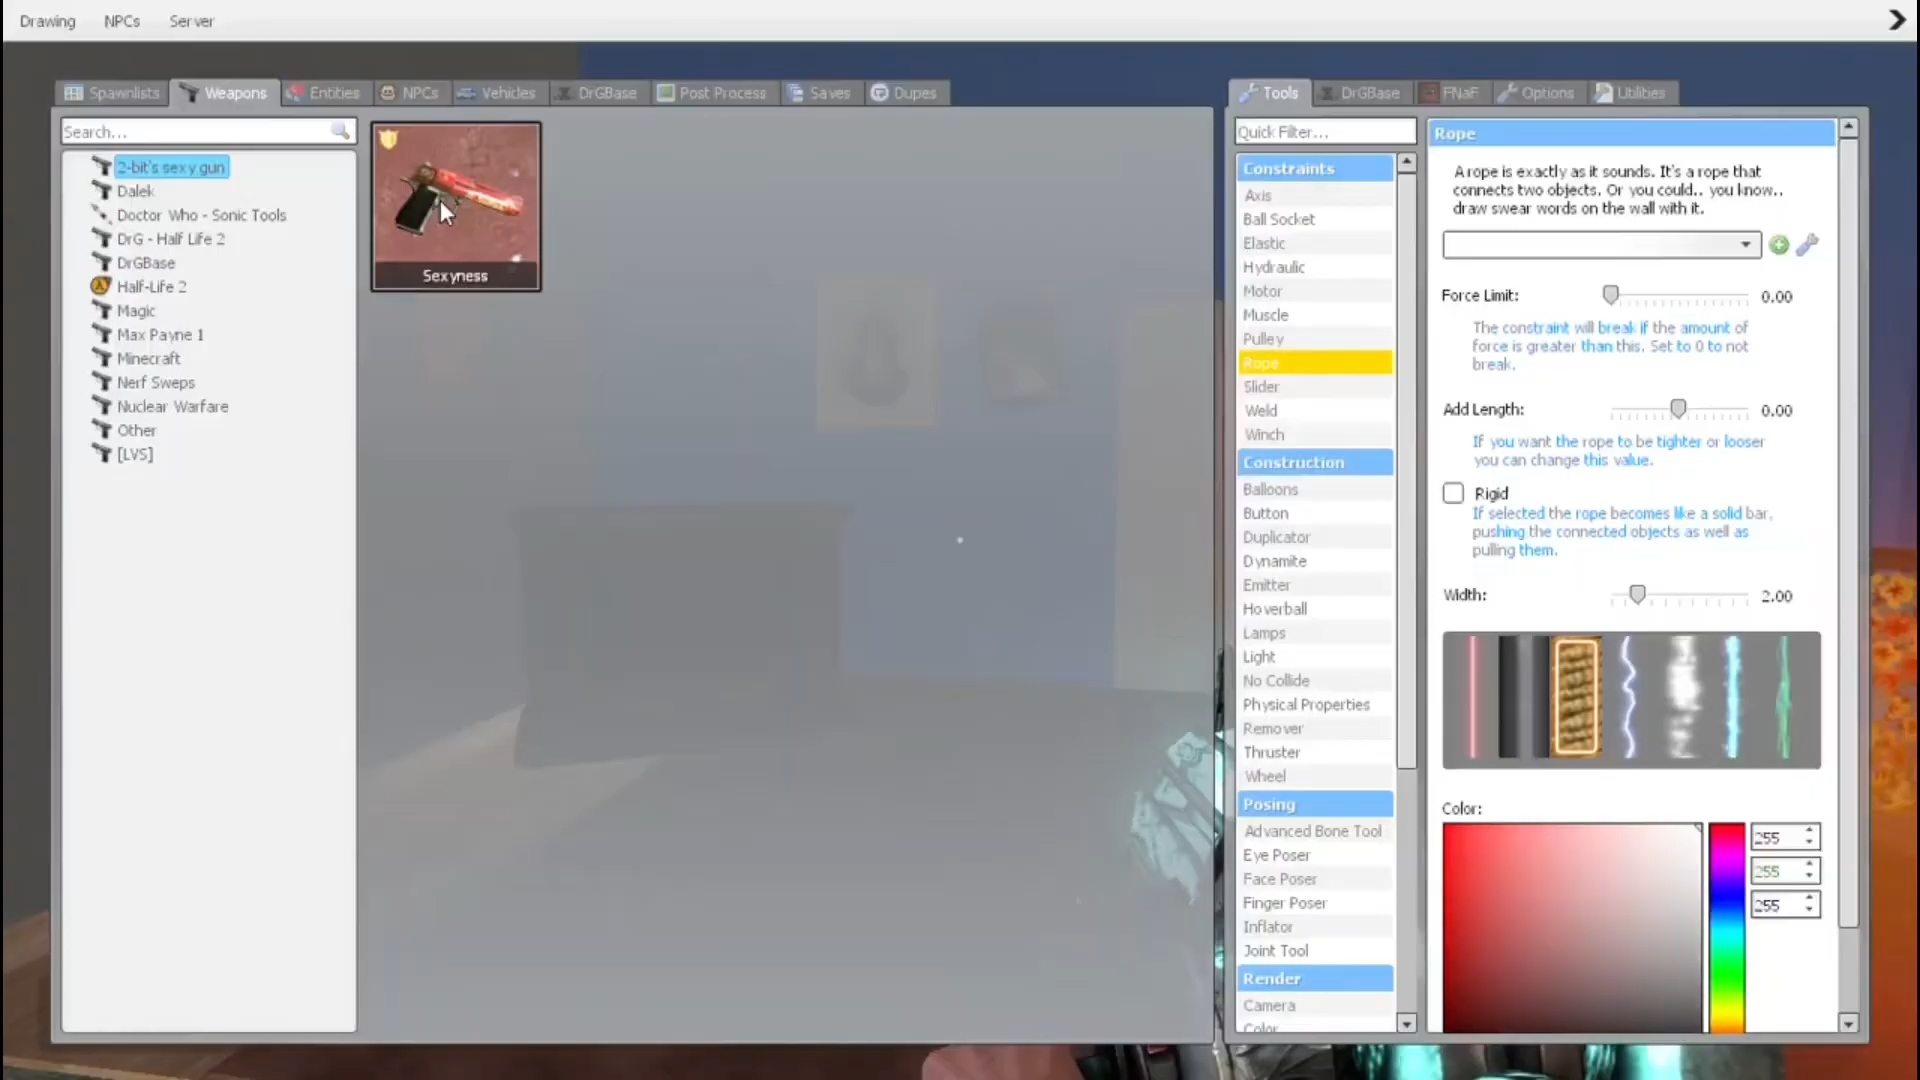 Drawing NPCs Server
Spawnlists Weapons Entities NPCs Vehicles DrGBase Post Process Saves Dupes
Search...
2-bit's sexy gun
Dalek
Doctor Who - Sonic Tools
DrG - Half Life 2
DrGBase
Half-Life 2
Magic
Max Payne 1
Minecraft
Nerf Sweps
Nuclear Warfare
Other
[LVS]
Sexyness
Tools DrGBase FNaF Options Utilities
Quick Filter...
Constraints
Axis
Ball Socket
Elastic
Hydraulic
Motor
Muscle
Pulley
Rope
Slider
Weld
Winch
Construction
Balloons
Button
Duplicator
Dynamite
Emitter
Hoverball
Lamps
Light
No Collide
Physical Properties
Remover
Thruster
Wheel
Posing
Advanced Bone Tool
Eye Poser
Face Poser
Finger Poser
Inflator
Joint Tool
Render
Camera
Color
Rope
A rope is exactly as it sounds. It's a rope that
connects two objects. Or you could.. you know..
draw swear words on the wall with it.
Force Limit: 0.00
The constraint will break if the amount of
force is greater than this. Set to 0 to not
break.
Add Length: 0.00
If you want the rope to be tighter or looser
you can change this value.
Rigid
If selected the rope becomes like a solid bar,
pushing the connected objects as well as
pulling them.
Width: 2.00
Color:
255
255
255